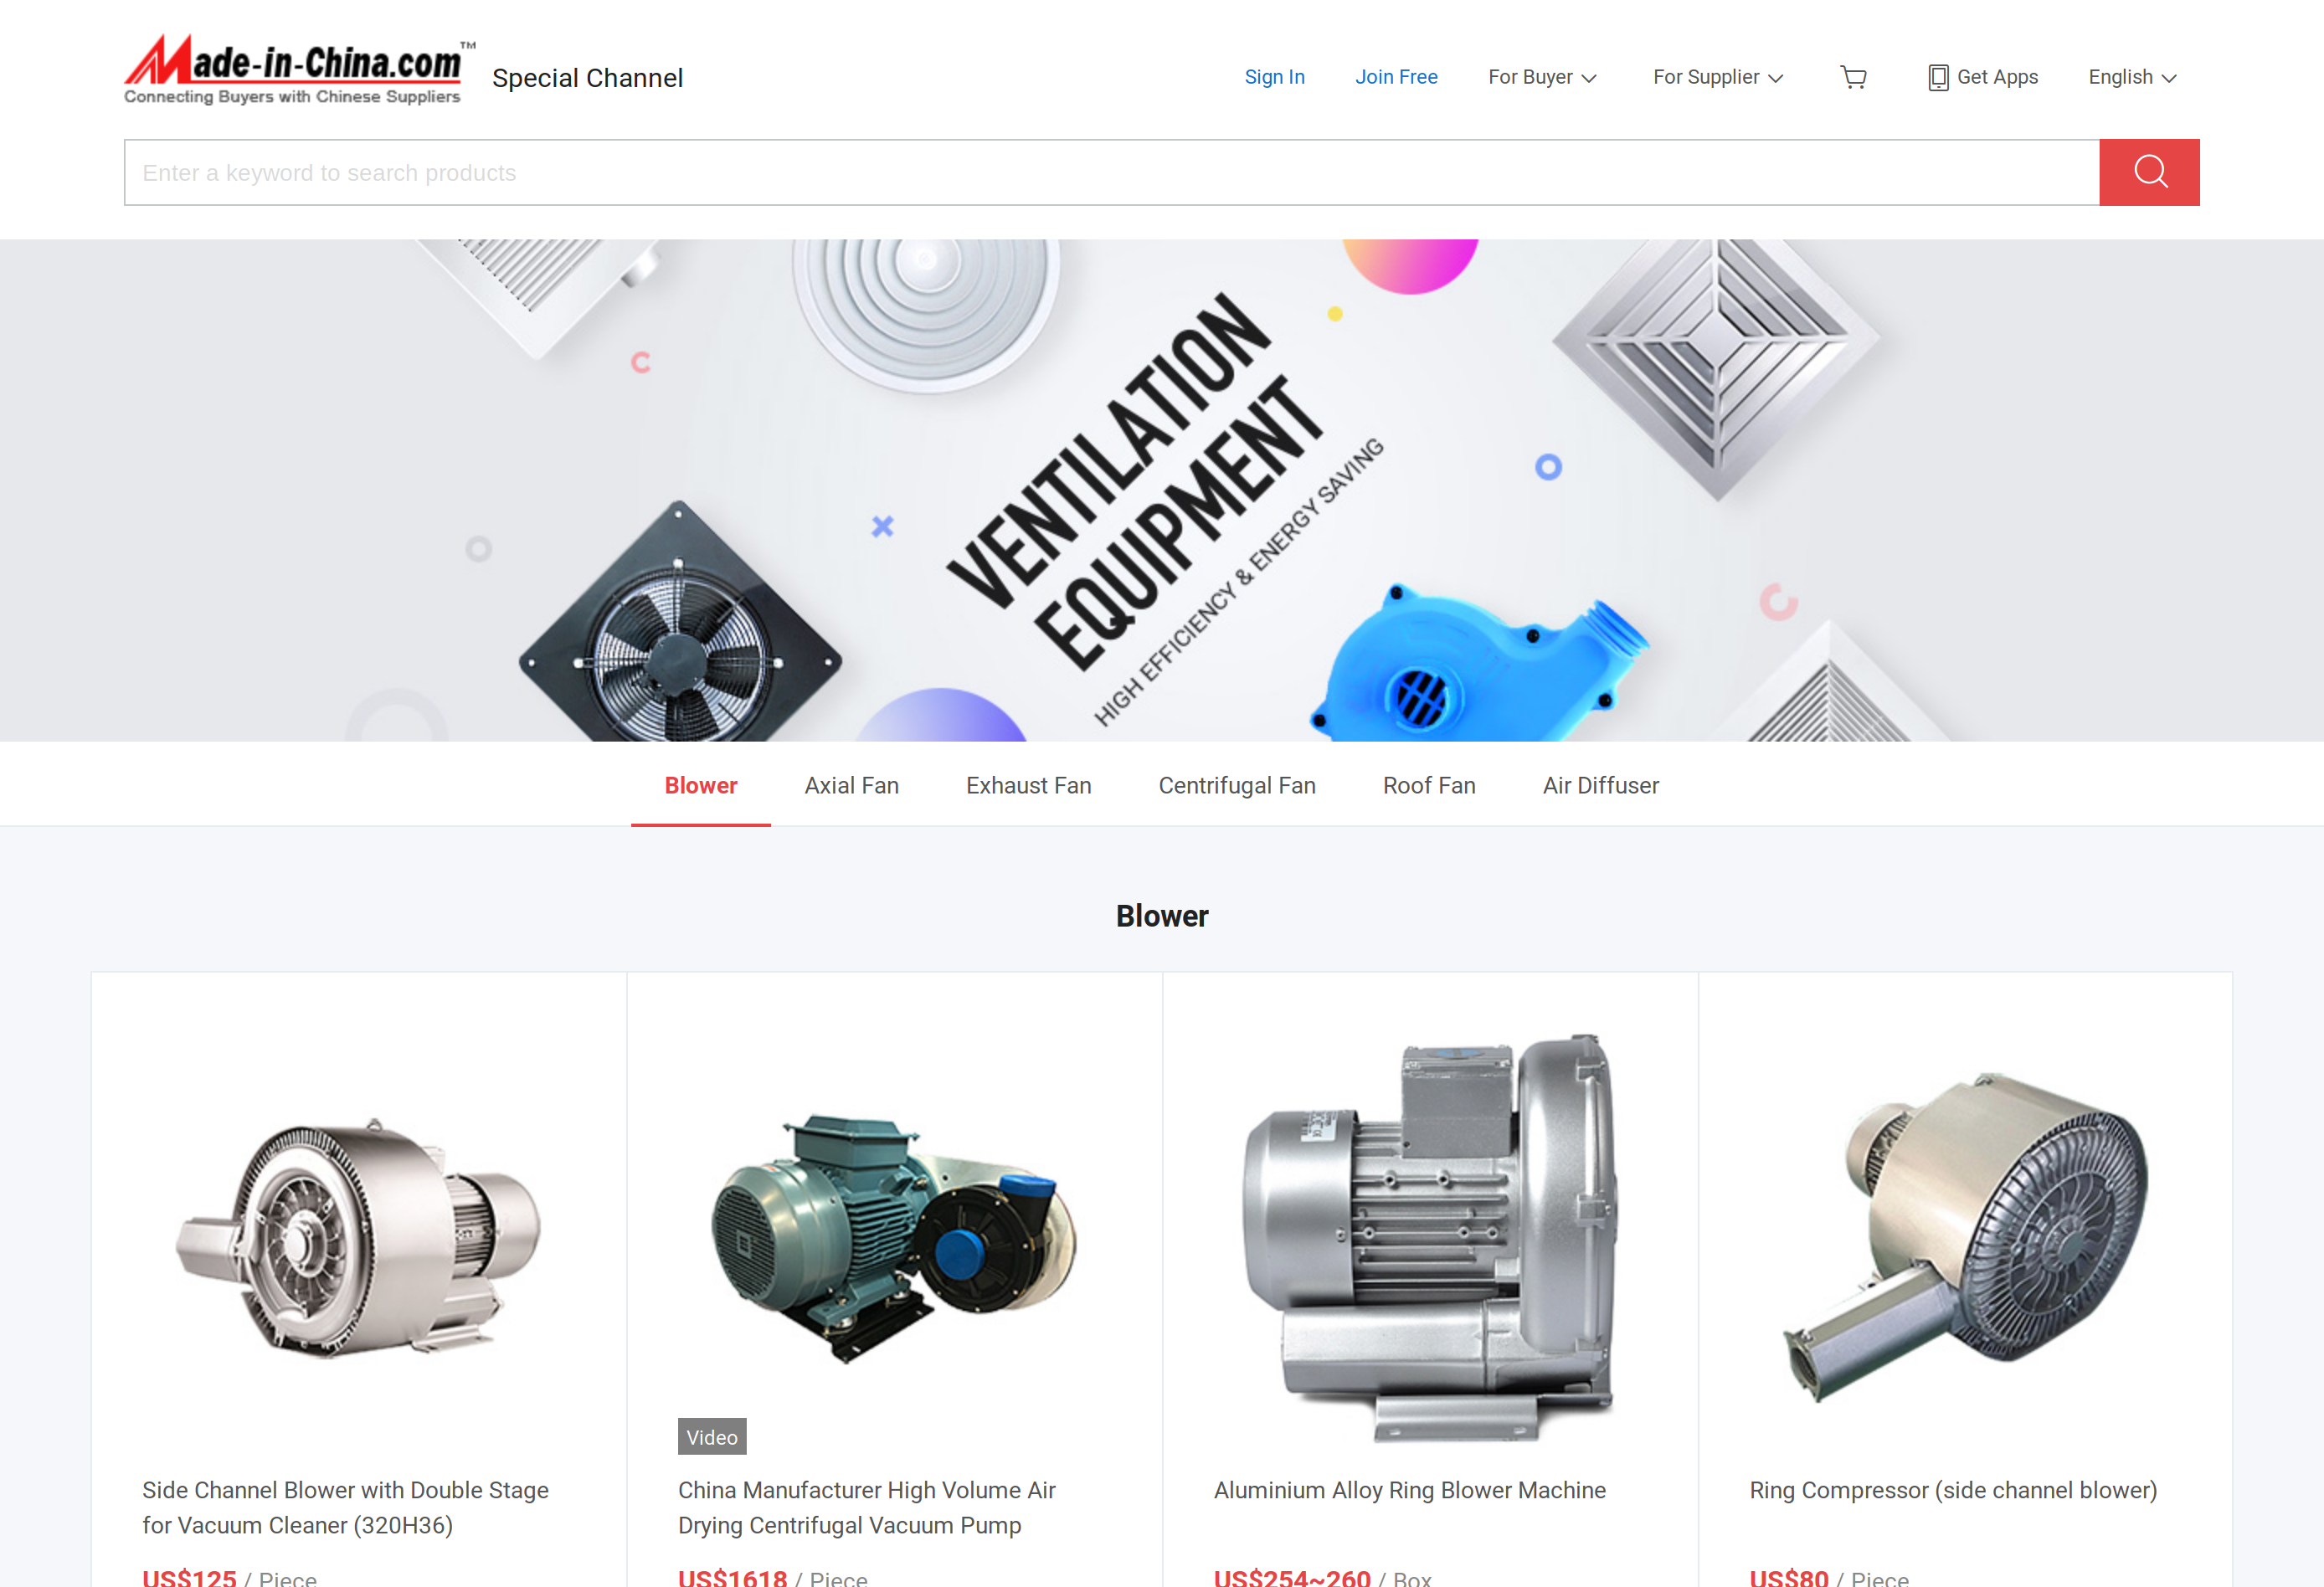 Made-in-China.com™
Connecting Buyers with Chinese Suppliers
Special Channel
Sign In
Join Free
For Buyer
For Supplier
Get Apps
English
Enter a keyword to search products
VENTILATION
EQUIPMENT
HIGH EFFICIENCY & ENERGY SAVING
Blower
Axial Fan
Exhaust Fan
Centrifugal Fan
Roof Fan
Air Diffuser
Blower
Video
Side Channel Blower with Double Stage
for Vacuum Cleaner (320H36)
US$125 / Piece
China Manufacturer High Volume Air
Drying Centrifugal Vacuum Pump
US$1618 / Piece
Aluminium Alloy Ring Blower Machine
US$254~260 / Box
Ring Compressor (side channel blower)
US$80 / Piece